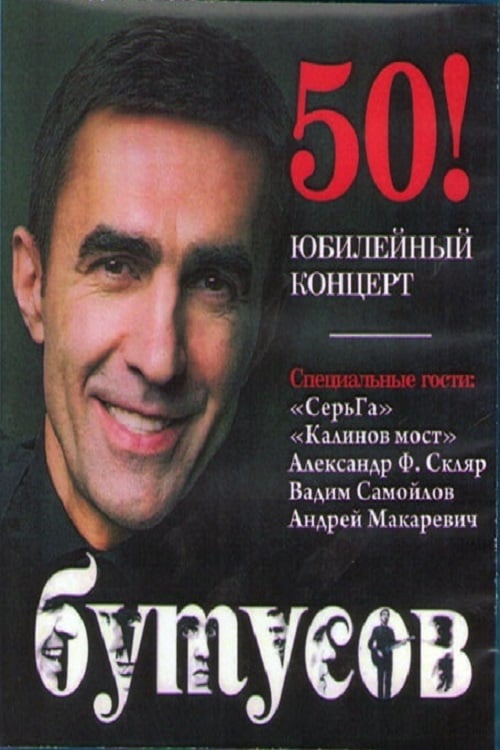 50!
ЮБИЛЕЙНЫЙ
КОНЦЕРТ
Специальные гости:
«СерьГа»
«Калинов мост»
Александр Ф. Скляр
Вадим Самойлов
Андрей Макаревич
бутусов